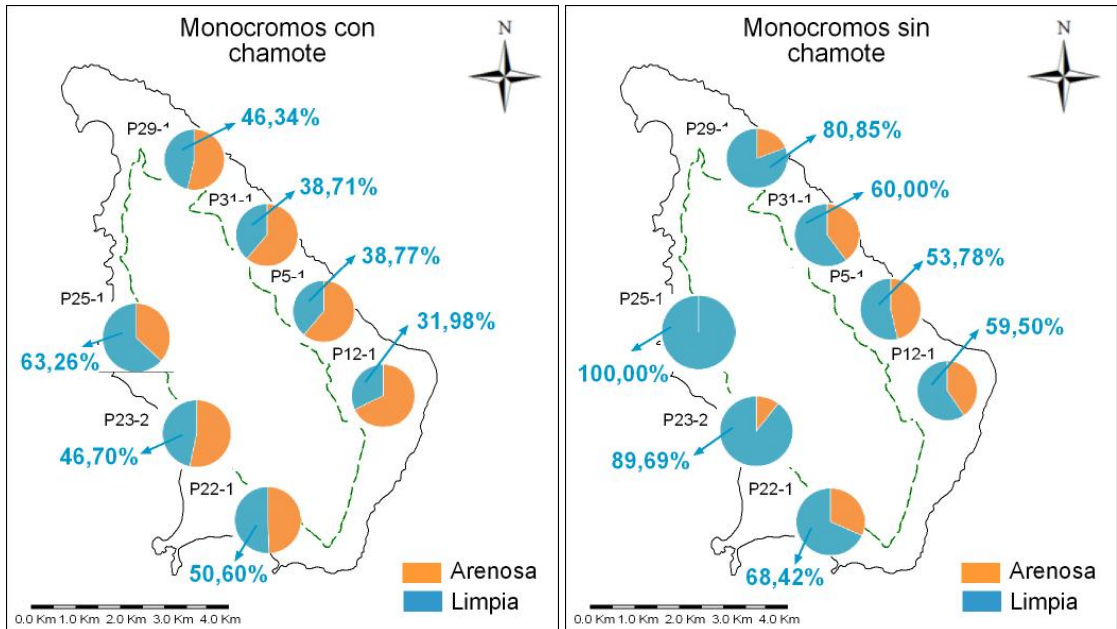 Monocromos con
chamote
N
P29-1
46,34%
P31-1
38,71%
P5-1
38,77%
P25-1
P12-1
31,98%
63,26%
P23-2
46,70%
P22-1
50,60%
Arenosa
Limpia
0.0 Km 1.0 Km 2.0 Km 3.0 Km 4.0 Km
Monocromos sin
chamote
N
P29-1
80,85%
P31-1
60,00%
P5-1
53,78%
P25-1
P12-1
59,50%
100,00%
P23-2
89,69%
P22-1
68,42%
Arenosa
Limpia
0.0 Km 1.0 Km 2.0 Km 3.0 Km 4.0 Km